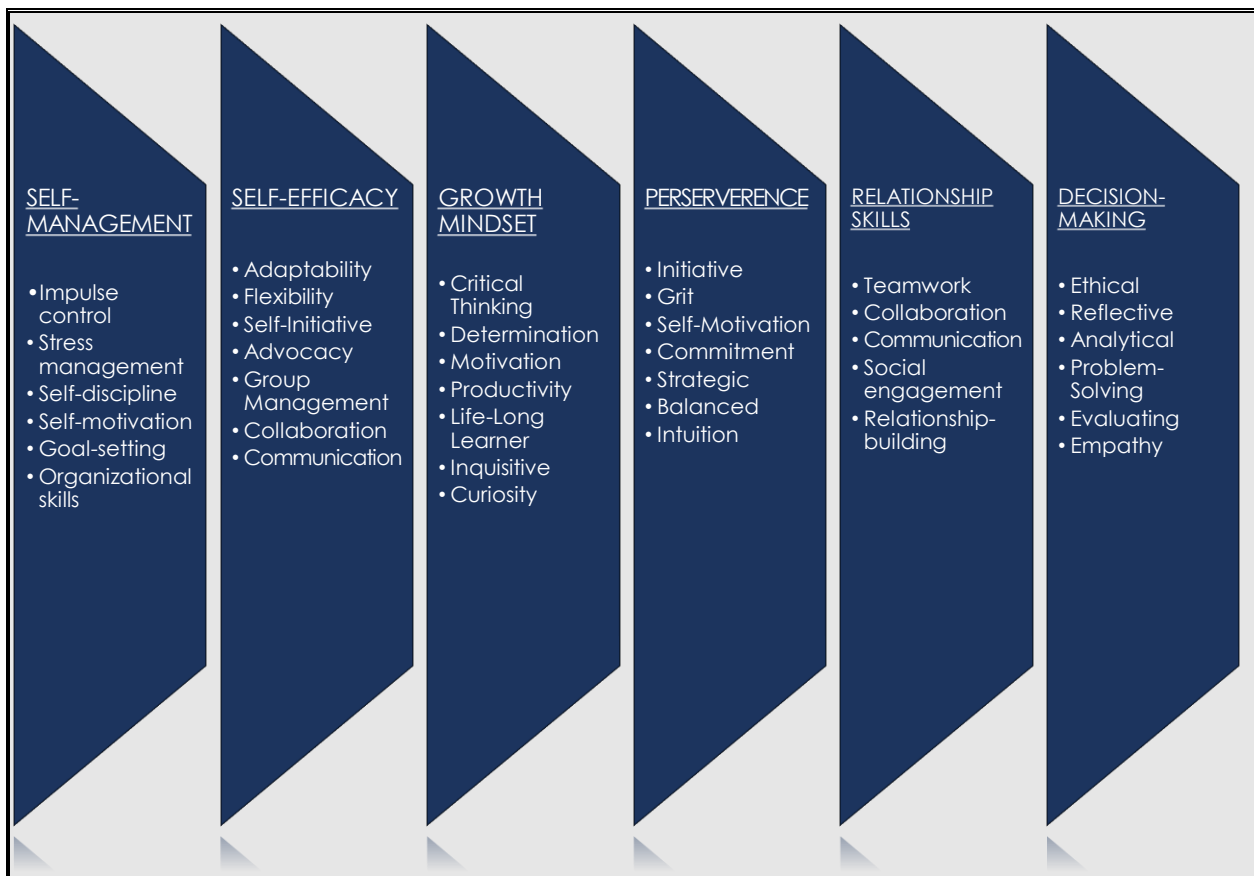 SELF-
MANAGEMENT
•Impulse
control
• Stress
management
• Self-discipline
• Self-motivation
• Goal-setting
• Organizational
skills
SELF-EFFICACY
• Adaptability
• Flexibility
• Self-Initiative
• Advocacy
• Group
Management
• Collaboration
• Communication
GROWTH
MINDSET
• Critical
Thinking
• Determination
• Motivation
• Productivity
• Life-Long
Learner
• Inquisitive
• Curiosity
PERSERVERENCE
• Initiative
• Grit
• Self-Motivation
• Commitment
• Strategic
• Balanced
• Intuition
RELATIONSHIP
SKILLS
• Teamwork
• Collaboration
• Communication
• Social
engagement
• Relationship-
building
DECISION-
MAKING
• Ethical
• Reflective
• Analytical
• Problem-
Solving
• Evaluating
• Empathy